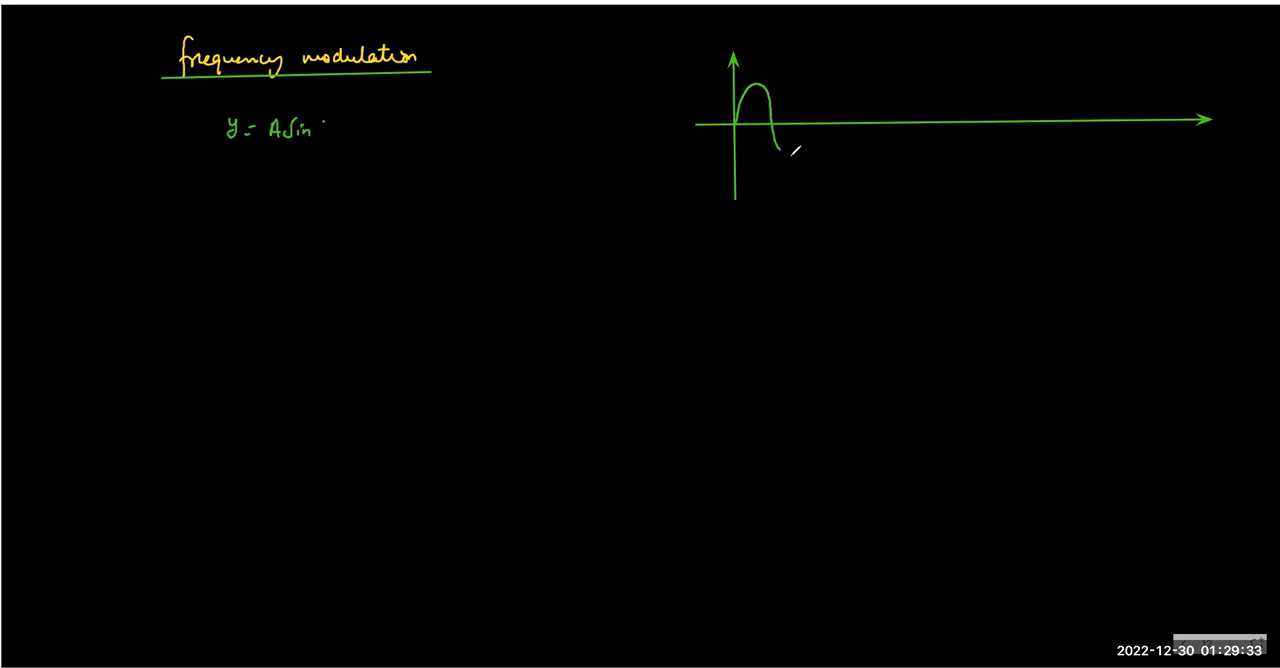 frequency modulation
y = A sin
2022-12-30 01:29:33